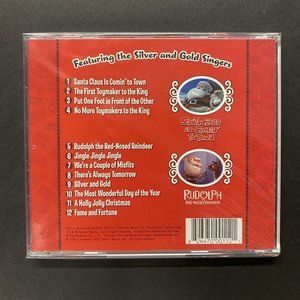 Featuring the Silver and Gold Singers
1 Santa Claus Is Comin' to Town
2 The First Toymaker to the King
3 Put One Foot in Front of the Other
4 No More Toymakers to the King
SANTA CLAUS
IS COMIN'
TO TOWN
5 Rudolph the Red-Nosed Reindeer
6 Jingle Jingle Jingle
7 We're a Couple of Misfits
8 There's Always Tomorrow
9 Silver and Gold
10 The Most Wonderful Day of the Year
11 A Holly Jolly Christmas
12 Fame and Fortune
RUDOLPH
THE RED-NOSED REINDEER